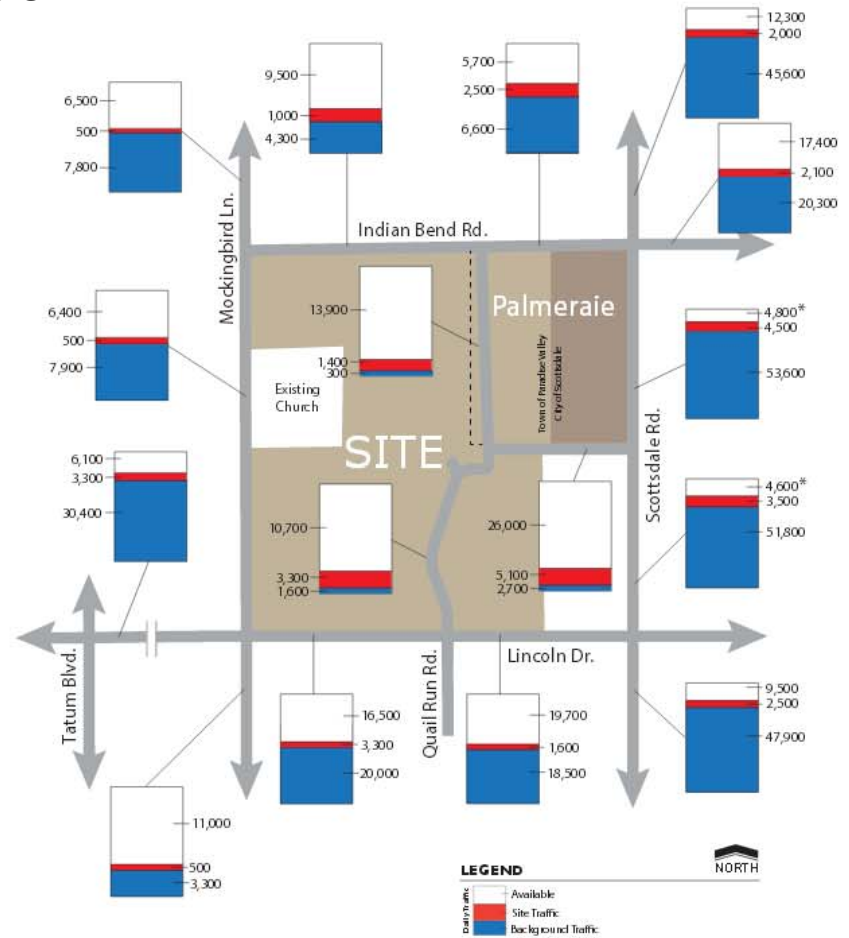 12,300
2,000
45,600
9,500
1,000
4,300
5,700
2,500
6,600
6,500
500
7,800
17,400
2,100
20,300
Mockingbird Ln.
Indian Bend Rd.
6,400
500
7,900
13,900
1,400
300
Palmeraie
Town of Paradise Valley
City of Scottsdale
4,800*
4,500
53,600
Existing
Church
SITE
Scottsdale Rd.
6,100
3,300
30,400
10,700
3,300
1,600
26,000
5,100
2,700
4,600*
3,500
51,800
Tatum Blvd.
Quail Run Rd.
Lincoln Dr.
16,500
3,300
20,000
19,700
1,600
18,500
9,500
2,500
47,900
11,000
500
3,300
NORTH
LEGEND
Daily Traffic
Available
Site Traffic
Background Traffic